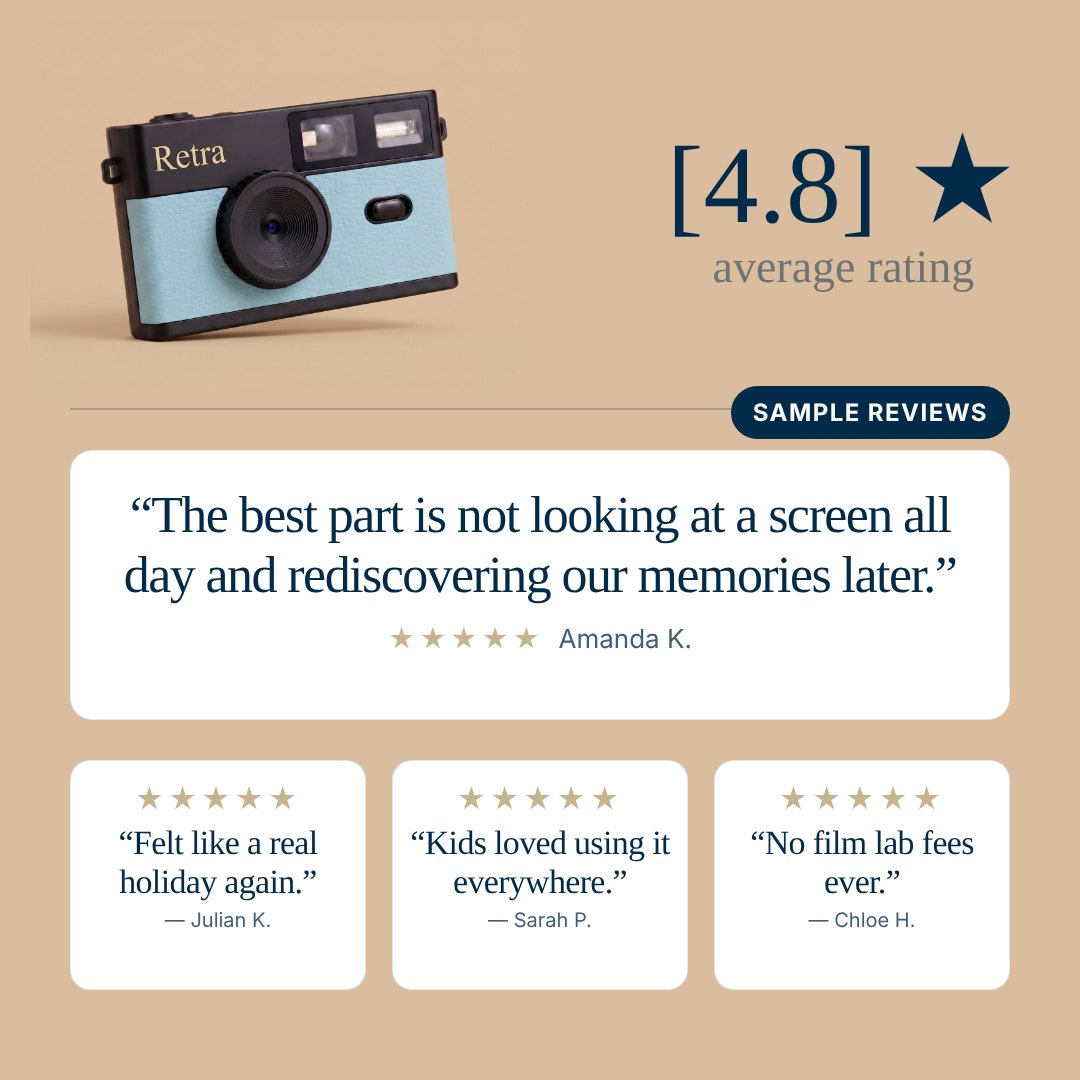 Retra
[4.8] ★
average rating
SAMPLE REVIEWS
“The best part is not looking at a screen all
day and rediscovering our memories later.”
★ ★ ★ ★ ★ Amanda K.
★ ★ ★ ★ ★
“Felt like a real
holiday again.”
— Julian K.
★ ★ ★ ★ ★
“Kids loved using it
everywhere.”
— Sarah P.
★ ★ ★ ★ ★
“No film lab fees
ever.”
— Chloe H.